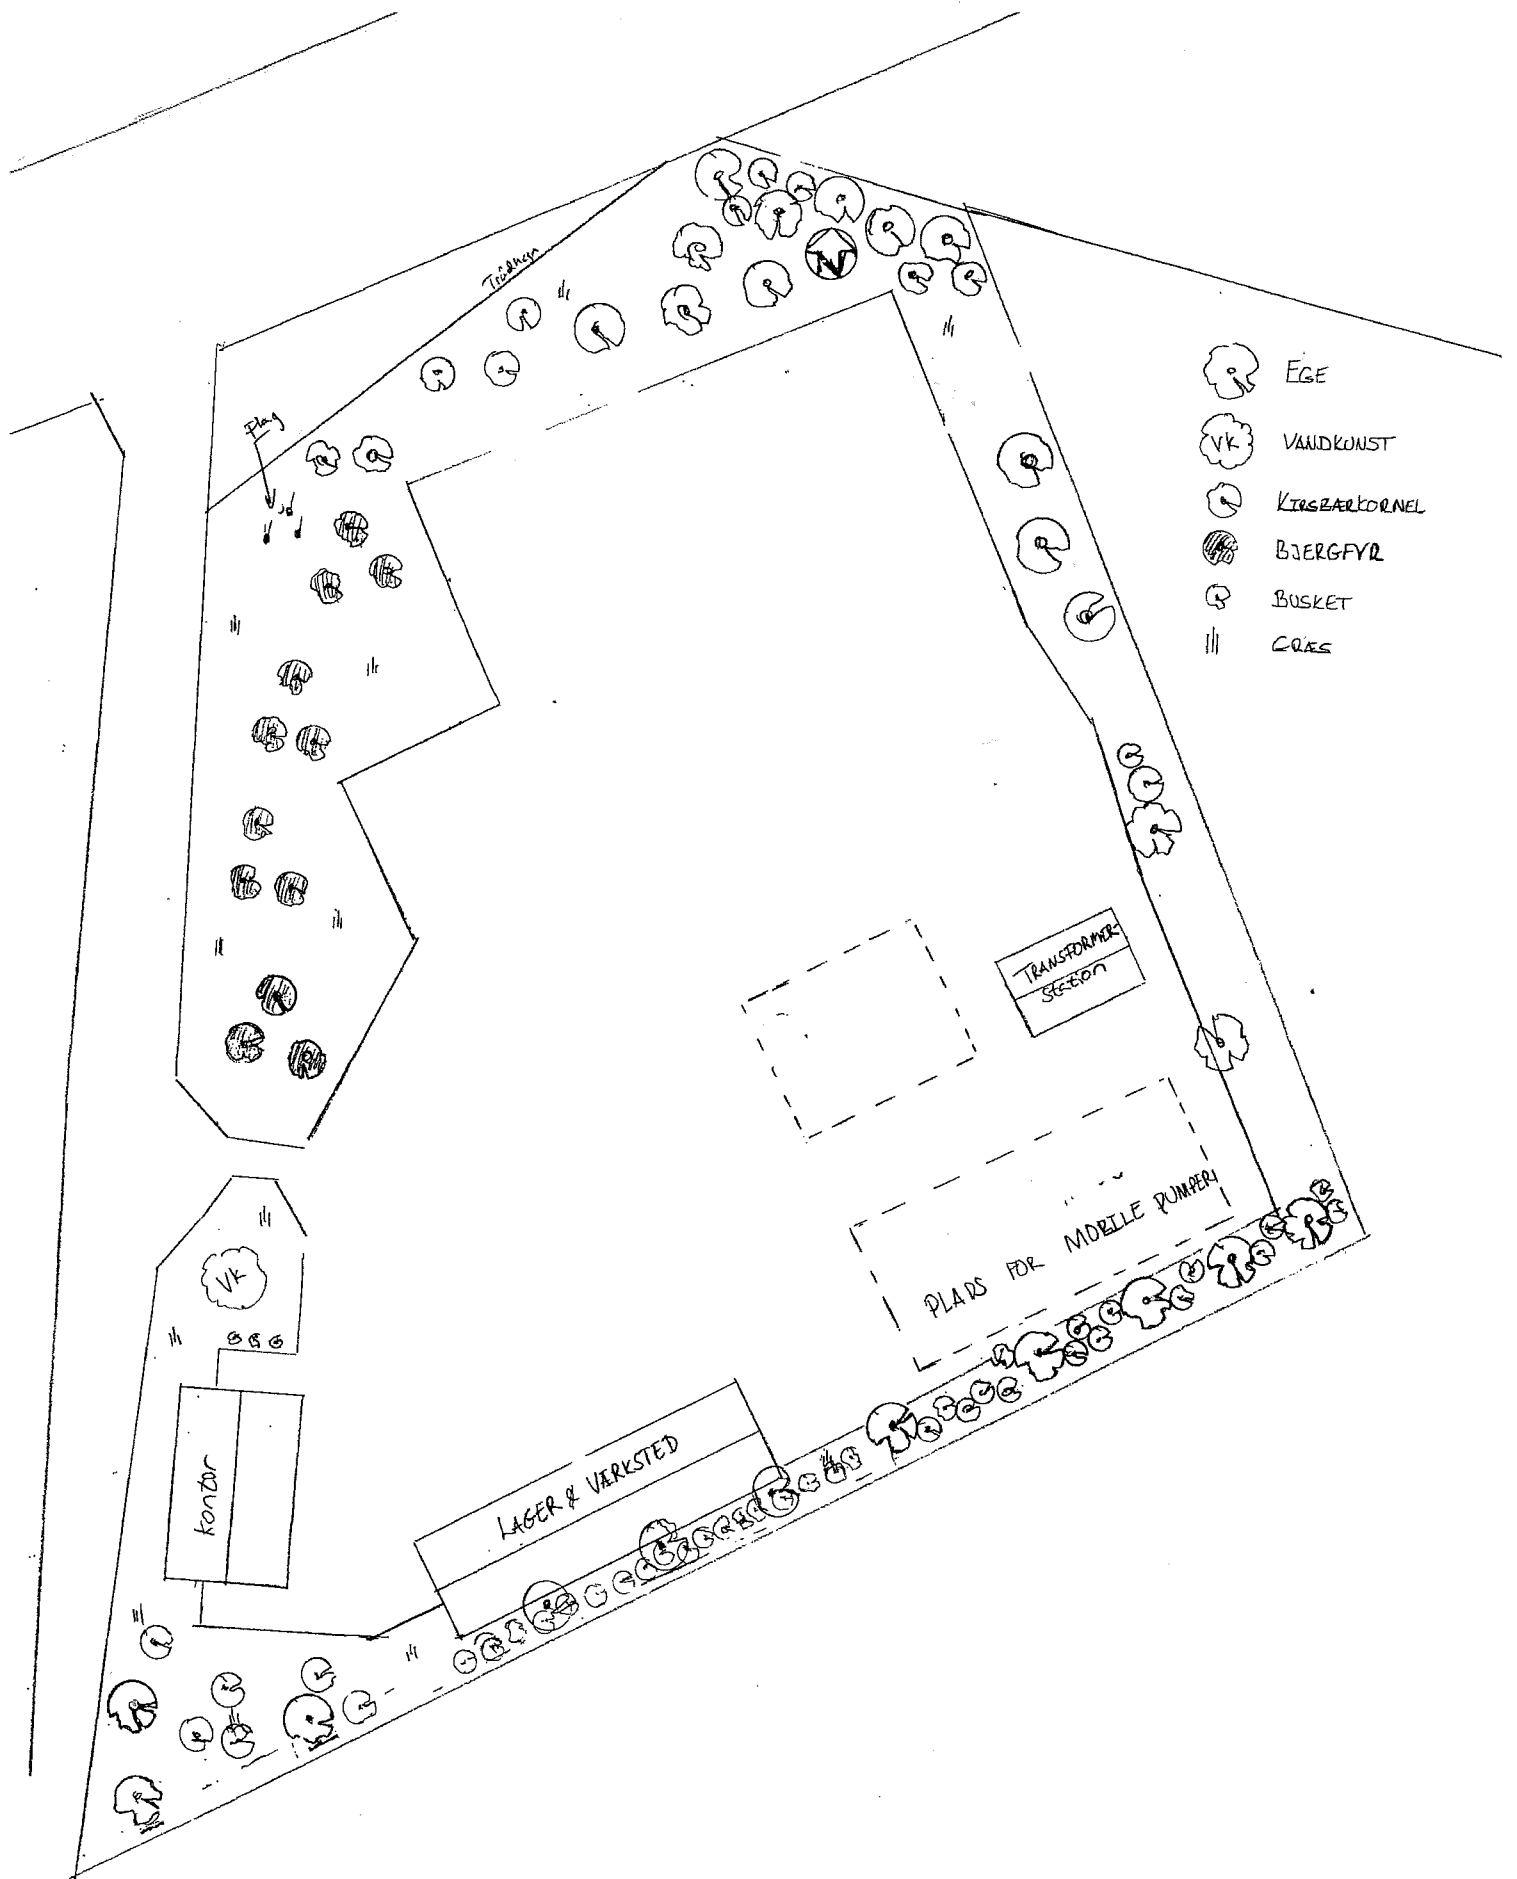 Trådhegn
N
Flag
EGE
VK VANDKUNST
KIRSBÆRKORNEL
BJERGFYR
BUSKET
GRÆS
TRANSFORMER-
station
PLADS FOR MOBILE PUMPER
VK
kontor
LAGER & VÆRKSTED